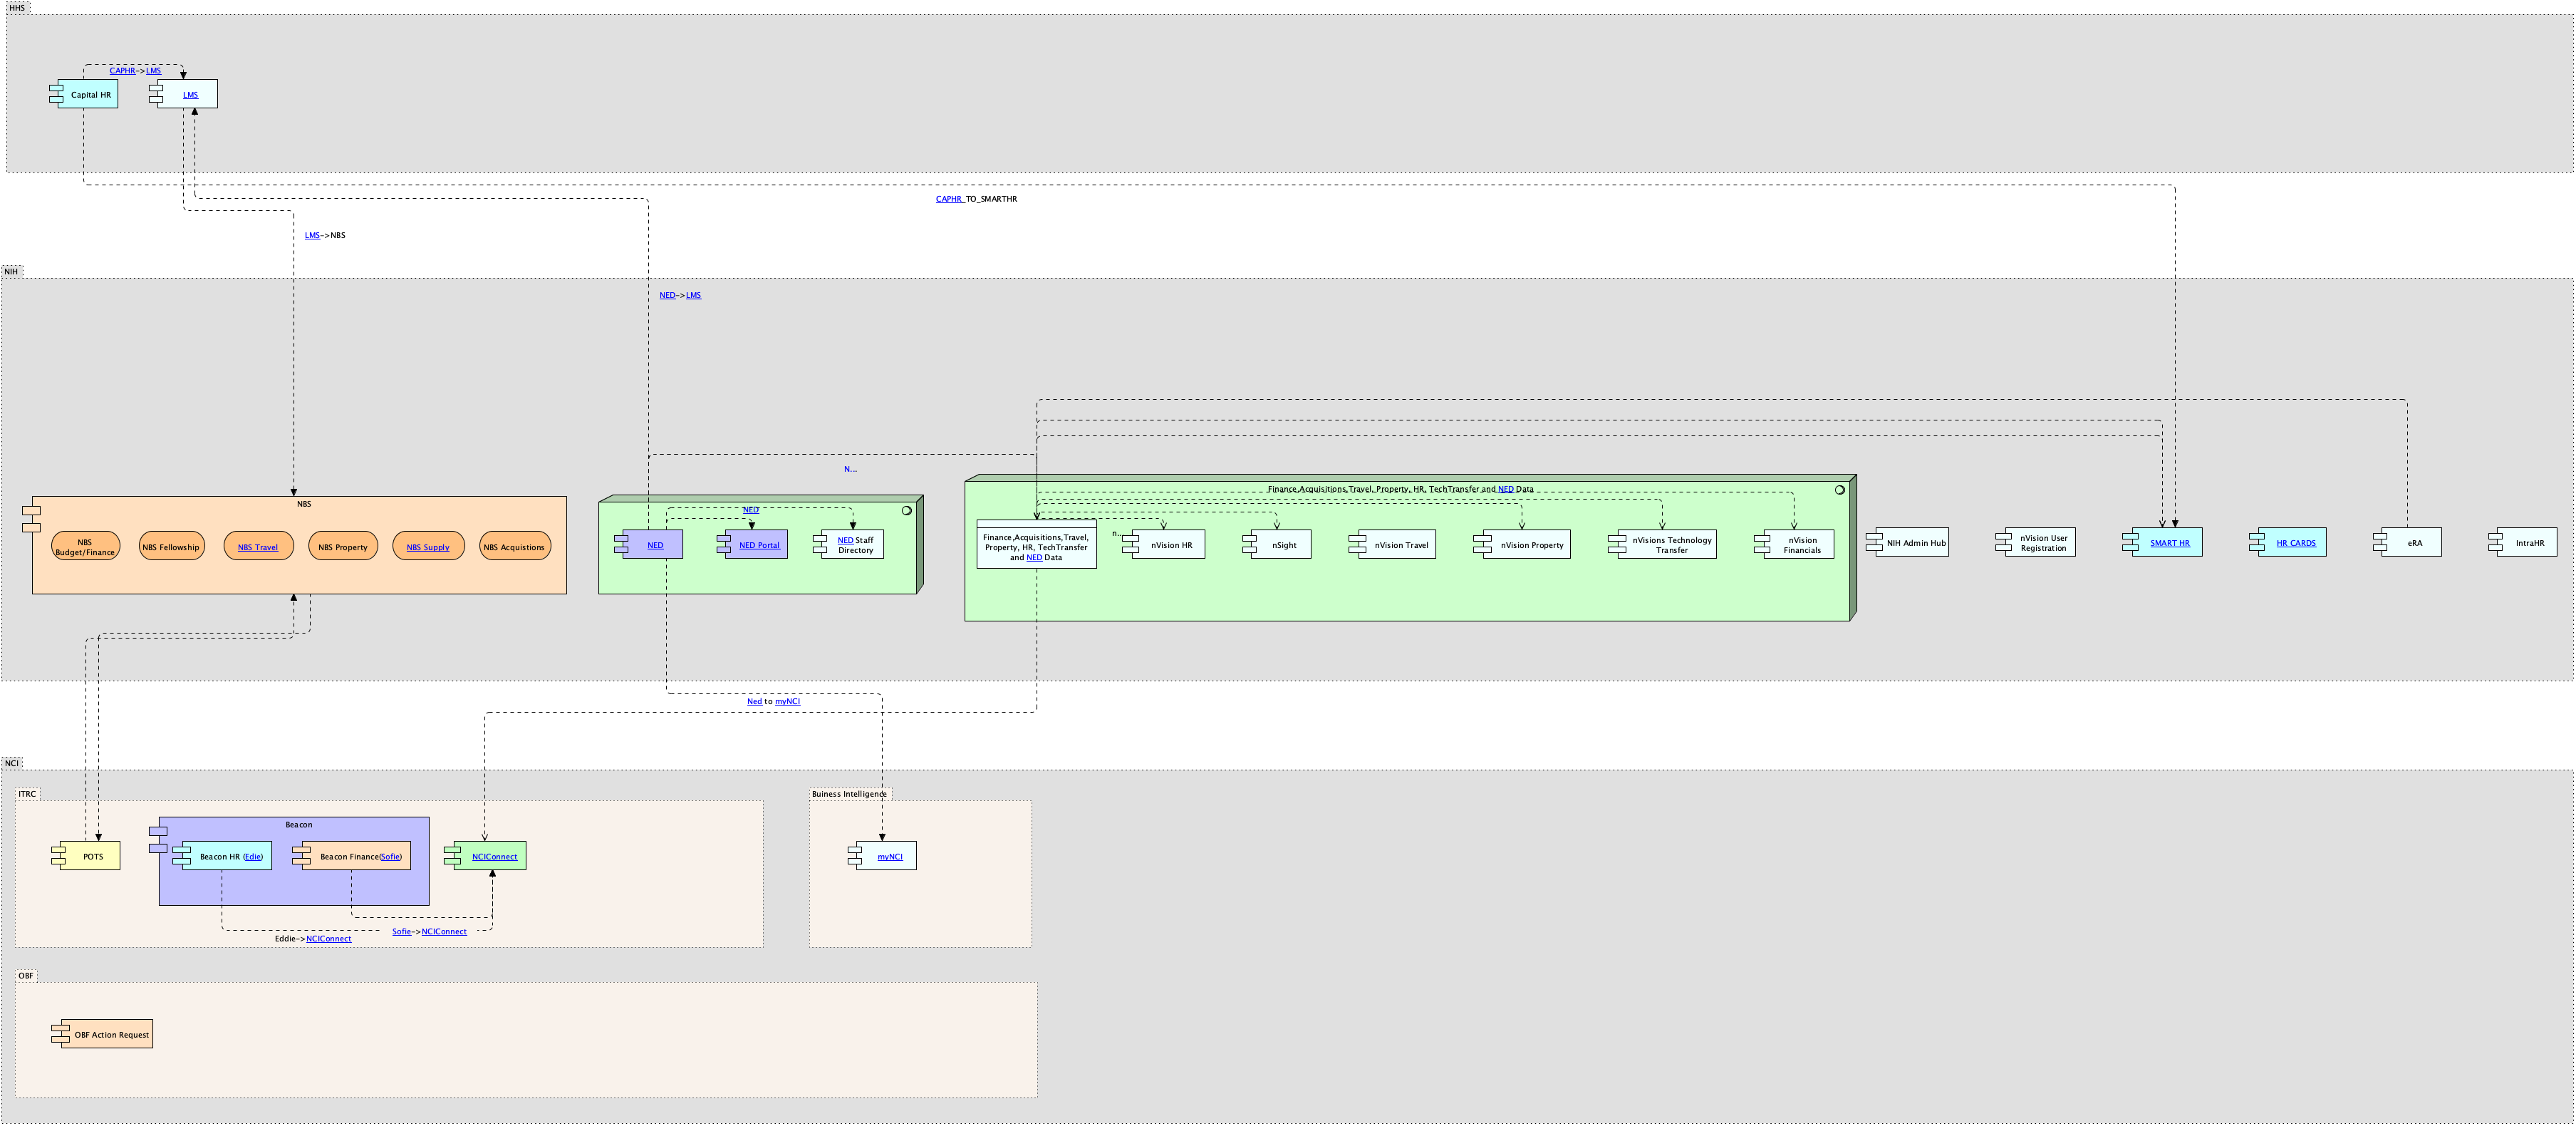 HHS
CAPHR->LMS
Capital HR
LMS
CAPHR_TO_SMARTHR
LMS->NBS
NIH
NED->LMS
N...
NBS
NBS
Budget/Finance
NBS Fellowship
NBS Travel
NBS Property
NBS Supply
NBS Acquistions
NED
NED
NED Portal
NED Staff
Directory
Finance,Acquisitions,Travel, Property, HR, TechTransfer and NED Data
Finance,Acquisitions,Travel,
Property, HR, TechTransfer
and NED Data
n...
nVision HR
nSight
nVision Travel
nVision Property
nVisions Technology
Transfer
nVision
Financials
NIH Admin Hub
nVision User
Registration
SMART HR
HR CARDS
eRA
IntraHR
Ned to myNCI
NCI
ITRC
POTS
Beacon
Beacon HR (Edie)
Beacon Finance(Sofie)
NCIConnect
Sofie->NCIConnect
Eddie->NCIConnect
Buiness Intelligence
myNCI
OBF
OBF Action Request